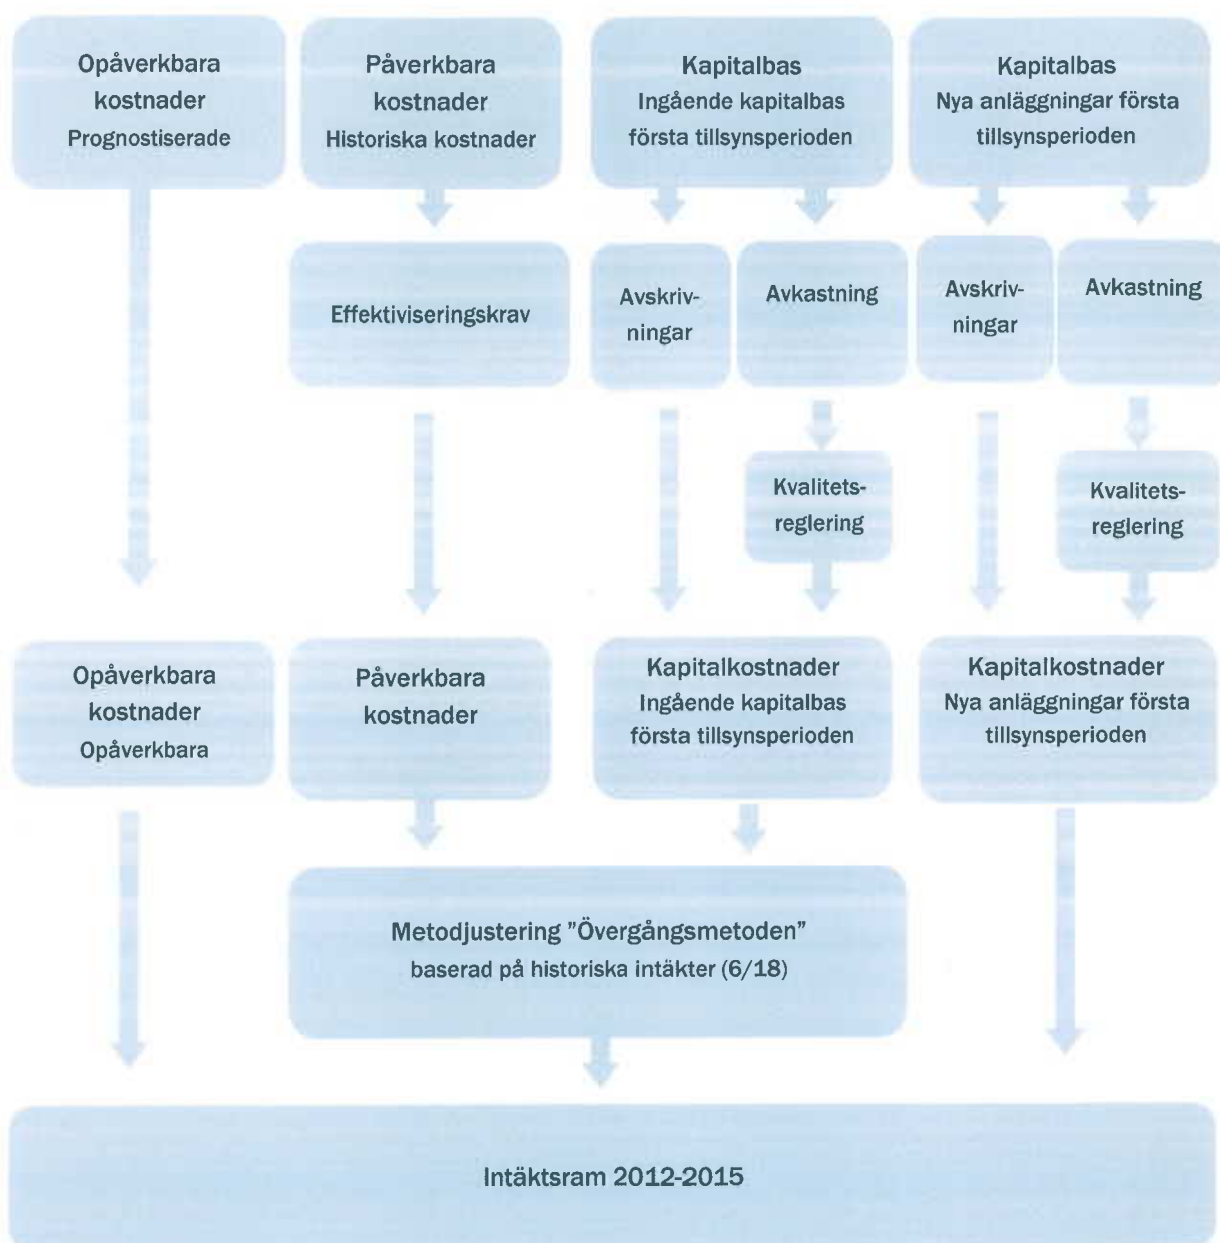 Opåverkbara
kostnader
Prognostiserade
Påverkbara
kostnader
Historiska kostnader
Kapitalbas
Ingående kapitalbas
första tillsynsperioden
Kapitalbas
Nya anläggningar första
tillsynsperioden
Effektiviseringskrav
Avskriv-
ningar
Avkastning
Avskriv-
ningar
Avkastning
Kvalitets-
reglering
Kvalitets-
reglering
Opåverkbara
kostnader
Opåverkbara
Påverkbara
kostnader
Kapitalkostnader
Ingående kapitalbas
första tillsynsperioden
Kapitalkostnader
Nya anläggningar första
tillsynsperioden
Metodjustering ”Övergångsmetoden”
baserad på historiska intäkter (6/18)
Intäktsram 2012-2015